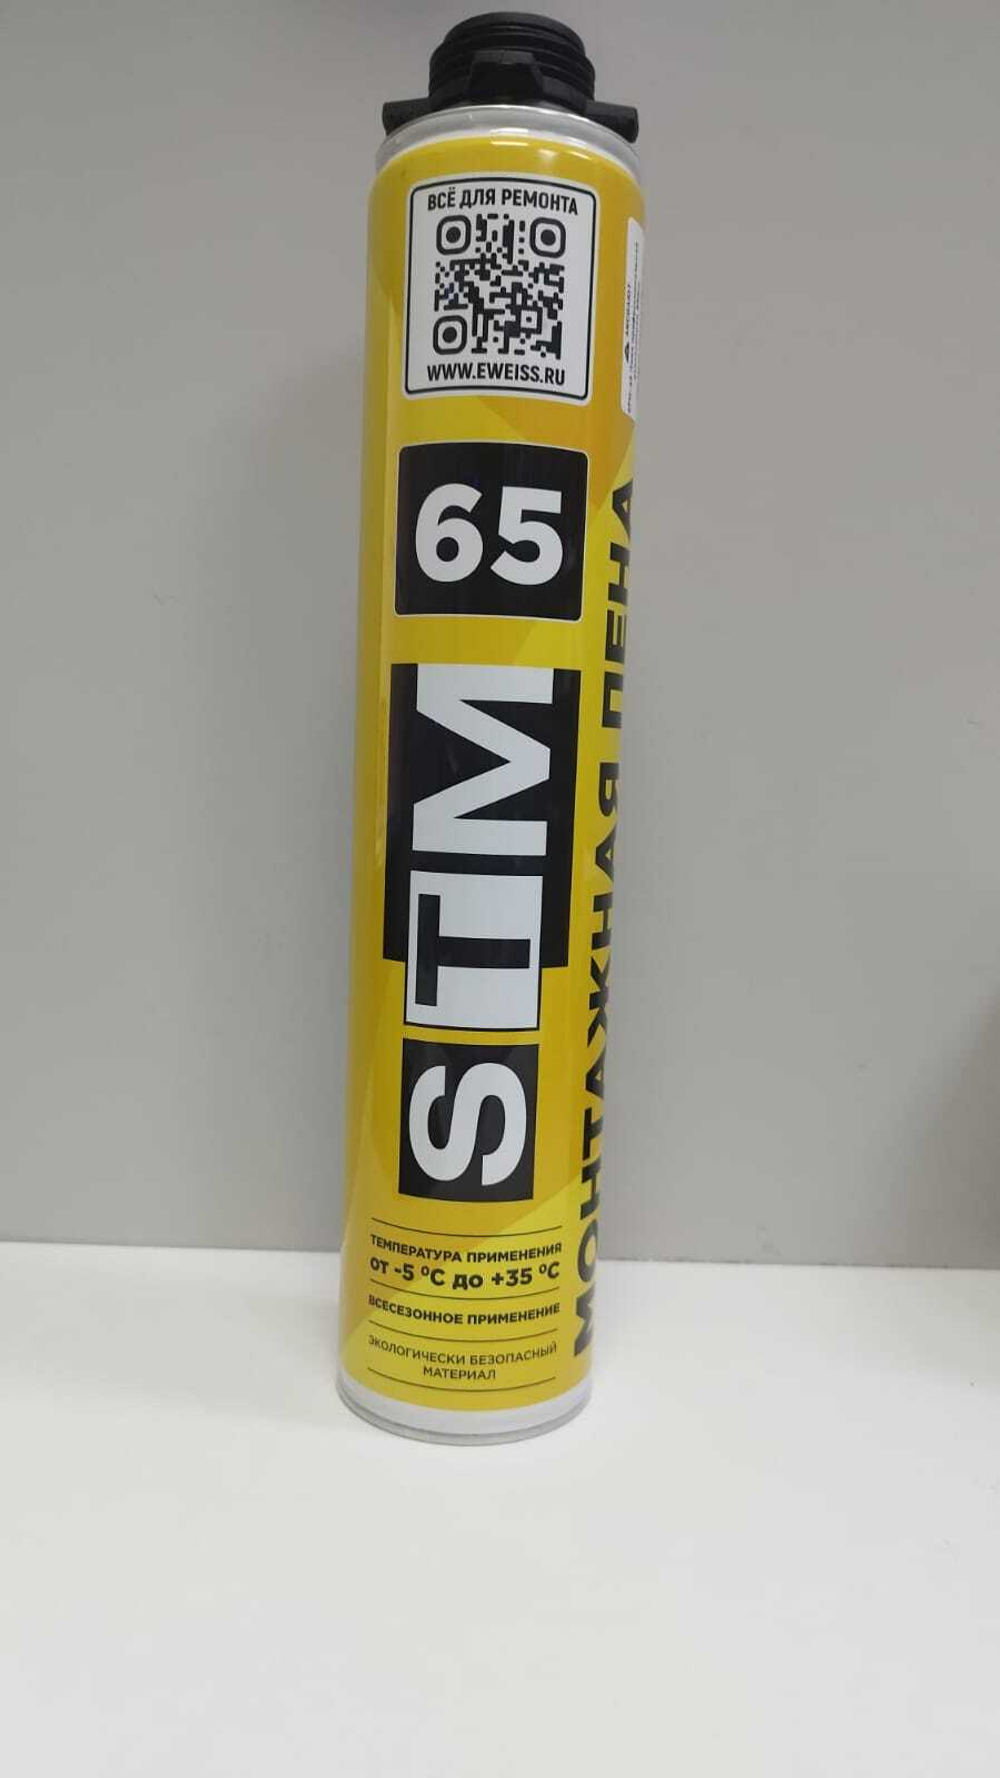 ВСЁ ДЛЯ РЕМОНТА
WWW.EWEISS.RU
65
STM
МОНТАЖНАЯ ПЕНА
ТЕМПЕРАТУРА ПРИМЕНЕНИЯ
от -5 °С до +35 °С
ВСЕСЕЗОННОЕ ПРИМЕНЕНИЕ
ЭКОЛОГИЧЕСКИ БЕЗОПАСНЫЙ
МАТЕРИАЛ